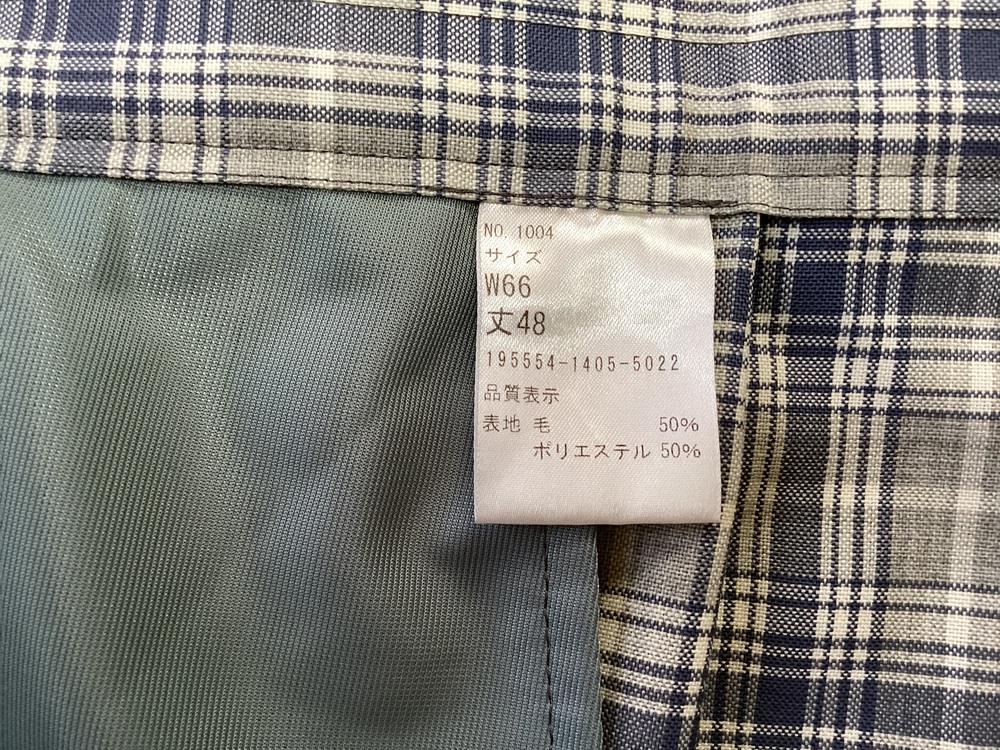 NO. 1004
サイズ
W66
丈48
195554-1405-5022
品質表示
表地 毛 50%
ポリエステル 50%